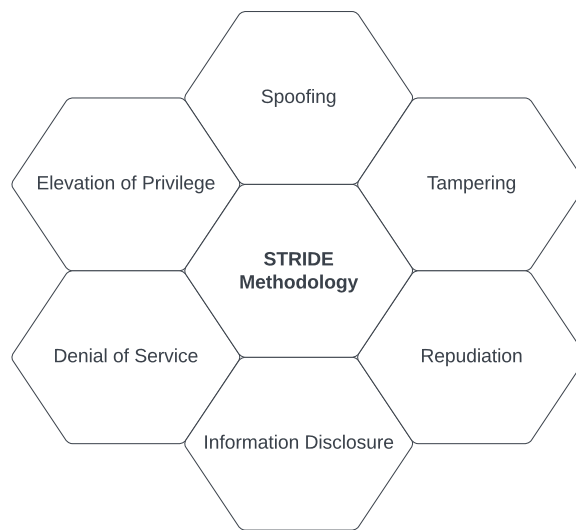 Spoofing
Elevation of Privilege
Tampering
STRIDE
Methodology
Denial of Service
Repudiation
Information Disclosure